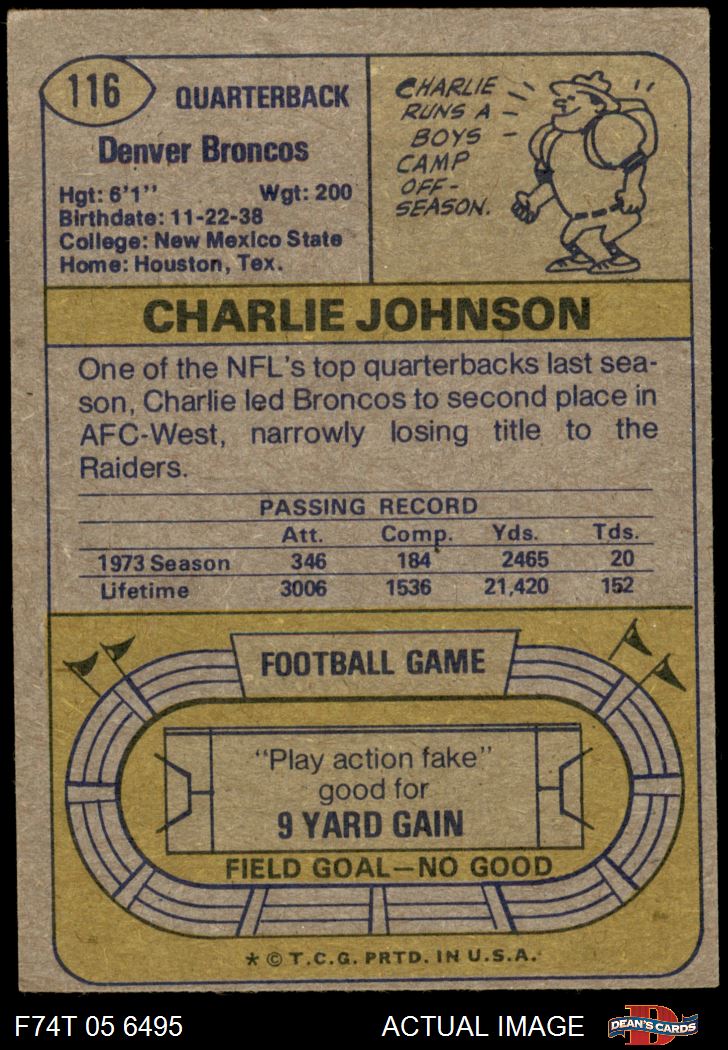 116
QUARTERBACK
Denver Broncos
Hgt: 6'1"
Wgt: 200
Birthdate: 11-22-38
College: New Mexico State
Home: Houston, Tex.
CHARLIE
RUNS A
BOYS
CAMP
OFF-
SEASON.
CHARLIE JOHNSON
One of the NFL's top quarterbacks last sea-
son, Charlie led Broncos to second place in
AFC-West, narrowly losing title to the
Raiders.
PASSING RECORD
Att. Comp. Yds. Tds.
1973 Season 346 184 2465 20
Lifetime 3006 1536 21,420 152
FOOTBALL GAME
"Play action fake"
good for
9 YARD GAIN
FIELD GOAL—NO GOOD
* © T.C.G. PRTD. IN U.S.A.
F74T 05 6495
ACTUAL IMAGE
D
DEAN'S CARDS